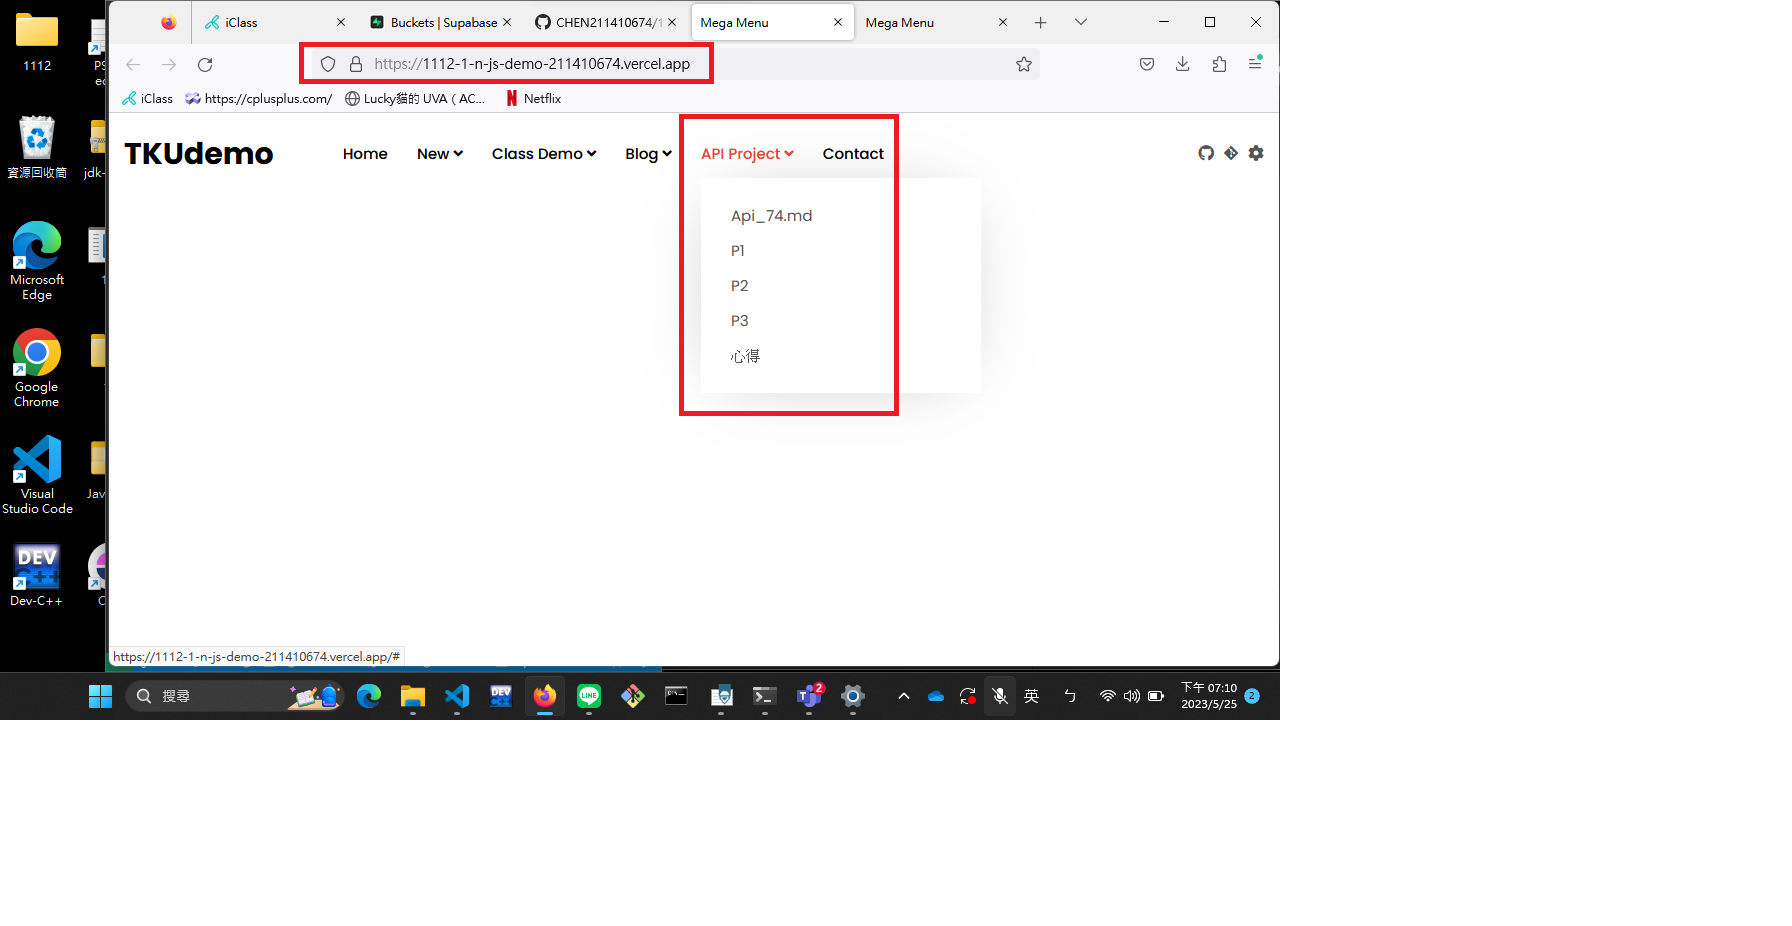 1112
資源回收筒
Microsoft
Edge
Google
Chrome
Visual
Studio Code
DEV
C++
Dev-C++
PS
jdk-
Jav
iClass
Buckets | Supabase
CHEN211410674/1
Mega Menu
Mega Menu
https://1112-1-n-js-demo-211410674.vercel.app
iClass
https://cplusplus.com/
Lucky貓的 UVA ( AC...
Netflix
TKUdemo
Home
New
Class Demo
Blog
API Project
Contact
Api_74.md
P1
P2
P3
心得
https://1112-1-n-js-demo-211410674.vercel.app/#
搜尋
DEV
LINE
2
英
ㄅ
下午 07:10
2023/5/25
2